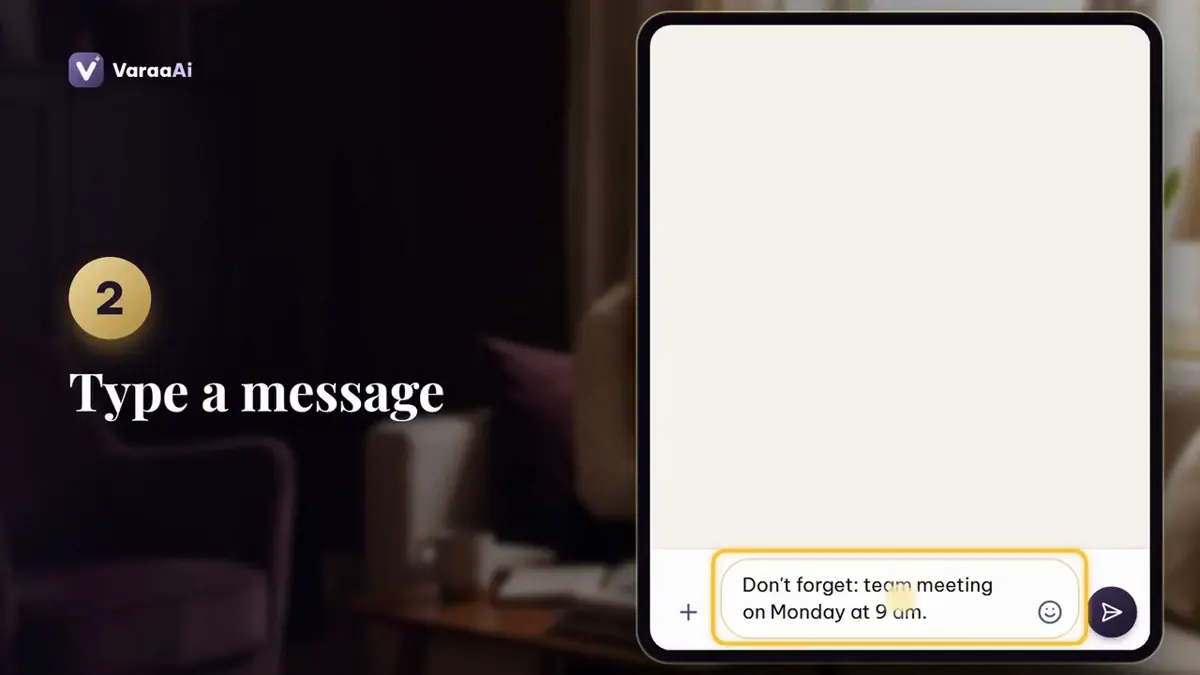 VaraaAi
2
Type a message
Don't forget: team meeting
on Monday at 9 am.